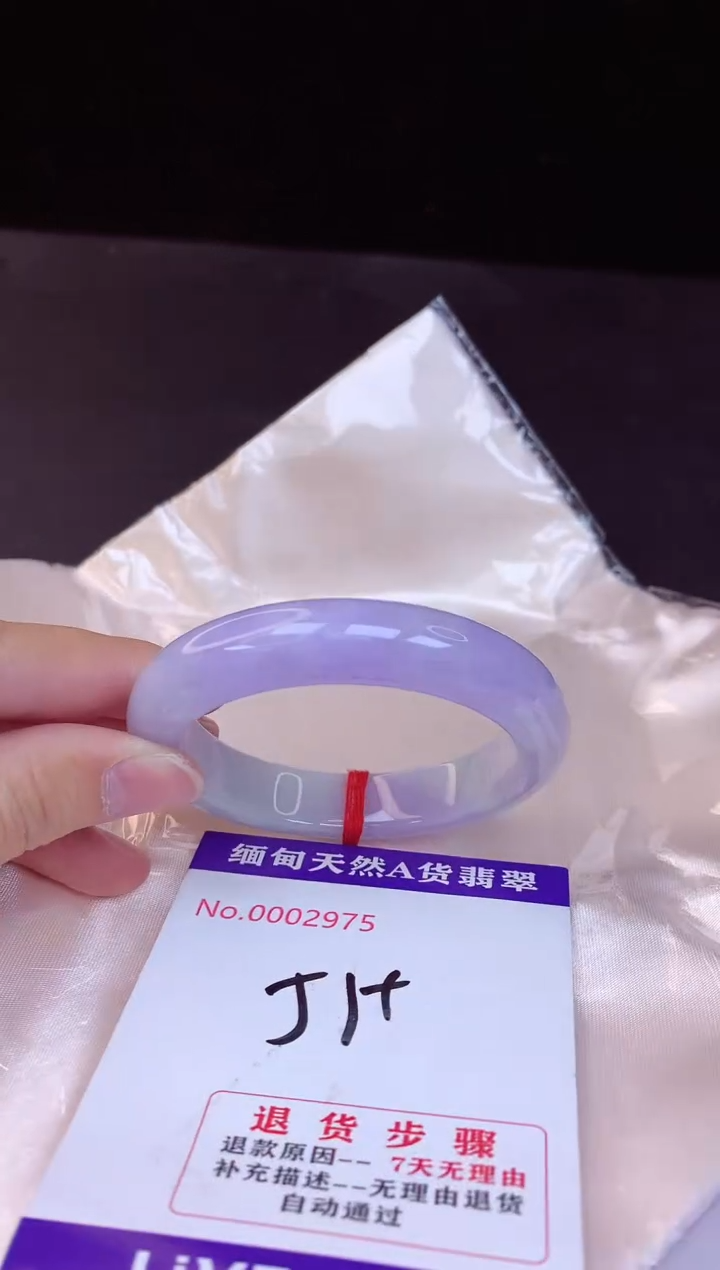 缅甸天然A货翡翠
No.0002975
JH
退货步骤
退款原因-- 7天无理由
补充描述--无理由退货
自动通过